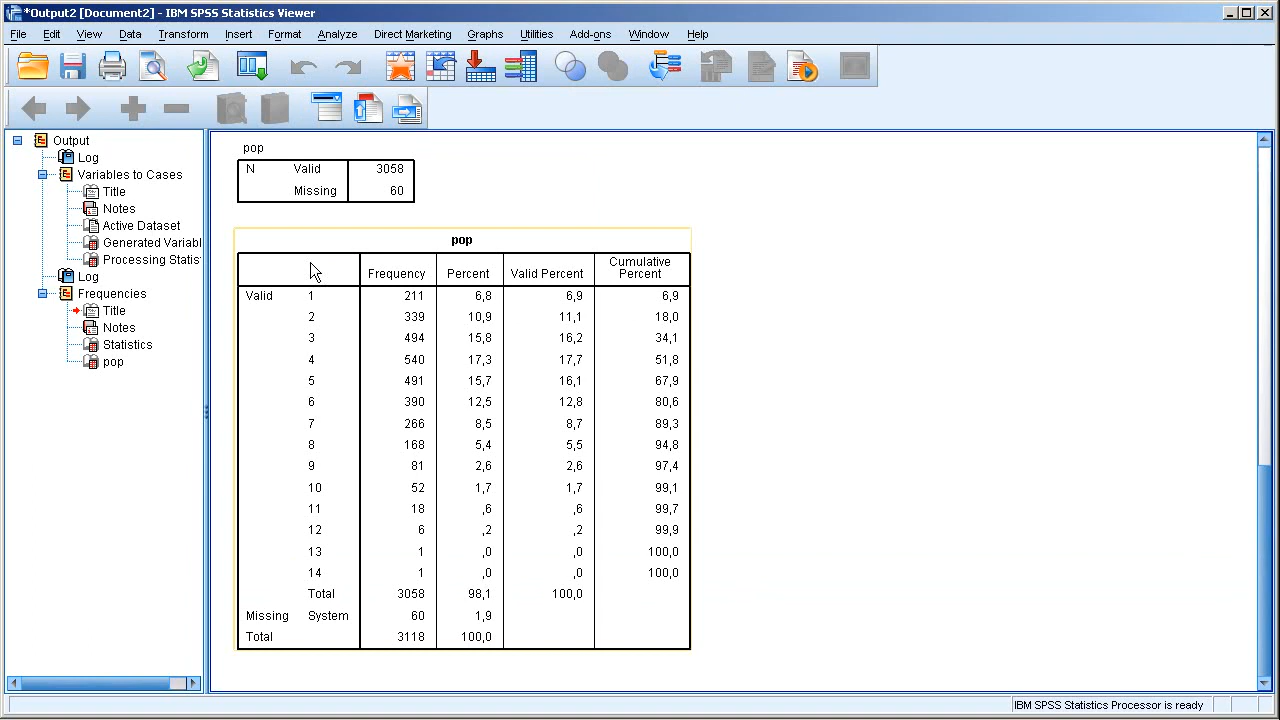 *Output2 [Document2] - IBM SPSS Statistics Viewer
File Edit View Data Transform Insert Format Analyze Direct Marketing Graphs Utilities Add-ons Window Help
Output
Log
Variables to Cases
Title
Notes
Active Dataset
Generated Variabl
Processing Statis
Log
Frequencies
Title
Notes
Statistics
pop
pop
N Valid 3058
Missing 60
pop
Frequency Percent Valid Percent Cumulative Percent
Valid 1 211 6,8 6,9 6,9
2 339 10,9 11,1 18,0
3 494 15,8 16,2 34,1
4 540 17,3 17,7 51,8
5 491 15,7 16,1 67,9
6 390 12,5 12,8 80,6
7 266 8,5 8,7 89,3
8 168 5,4 5,5 94,8
9 81 2,6 2,6 97,4
10 52 1,7 1,7 99,1
11 18 ,6 ,6 99,7
12 6 ,2 ,2 99,9
13 1 ,0 ,0 100,0
14 1 ,0 ,0 100,0
Total 3058 98,1 100,0
Missing System 60 1,9
Total 3118 100,0
IBM SPSS Statistics Processor is ready